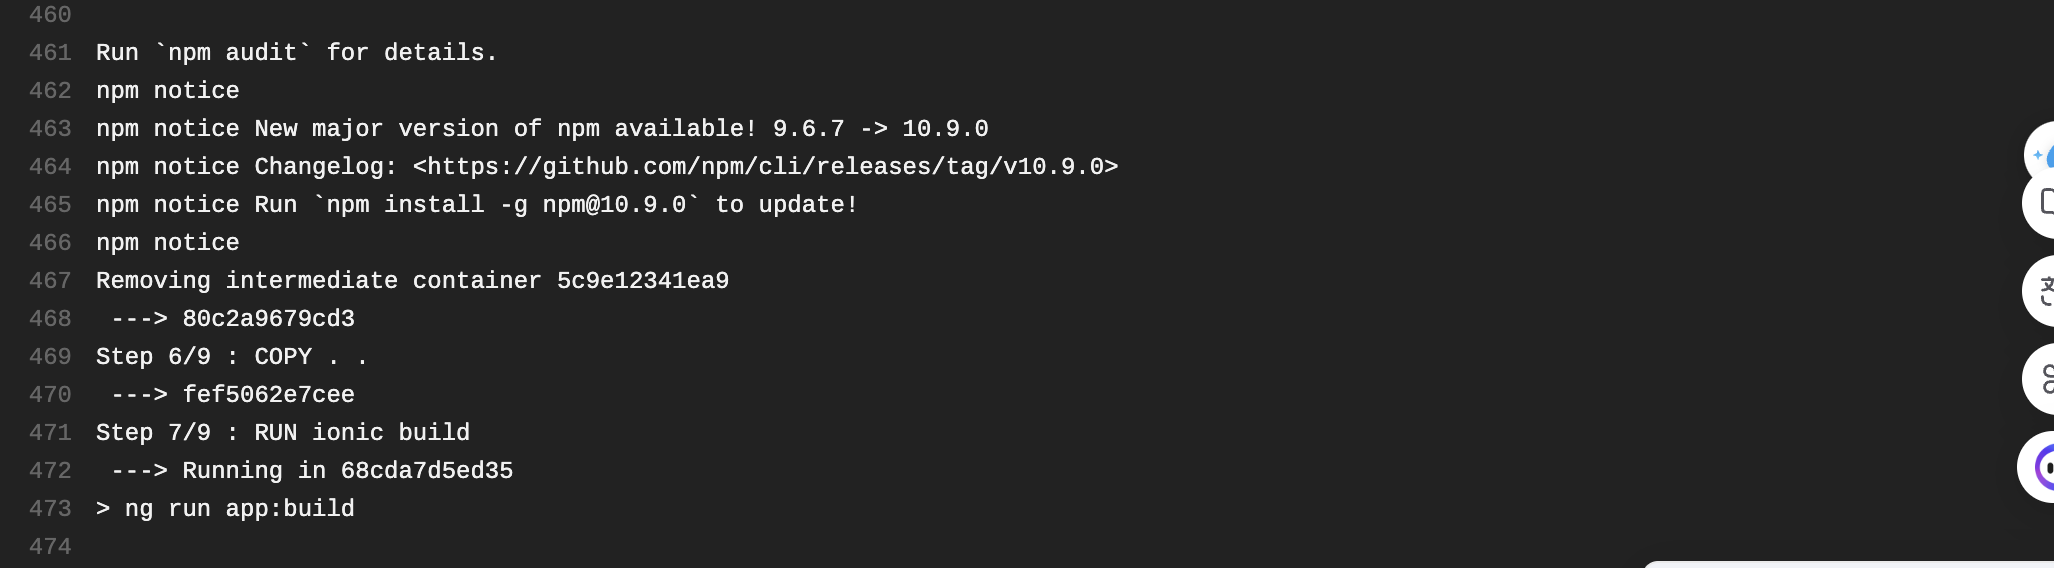 460
461 Run `npm audit` for details.
462 npm notice
463 npm notice New major version of npm available! 9.6.7 -> 10.9.0
464 npm notice Changelog: <https://github.com/npm/cli/releases/tag/v10.9.0>
465 npm notice Run `npm install -g npm@10.9.0` to update!
466 npm notice
467 Removing intermediate container 5c9e12341ea9
468  ---> 80c2a9679cd3
469 Step 6/9 : COPY . .
470  ---> fef5062e7cee
471 Step 7/9 : RUN ionic build
472  ---> Running in 68cda7d5ed35
473 > ng run app:build
474